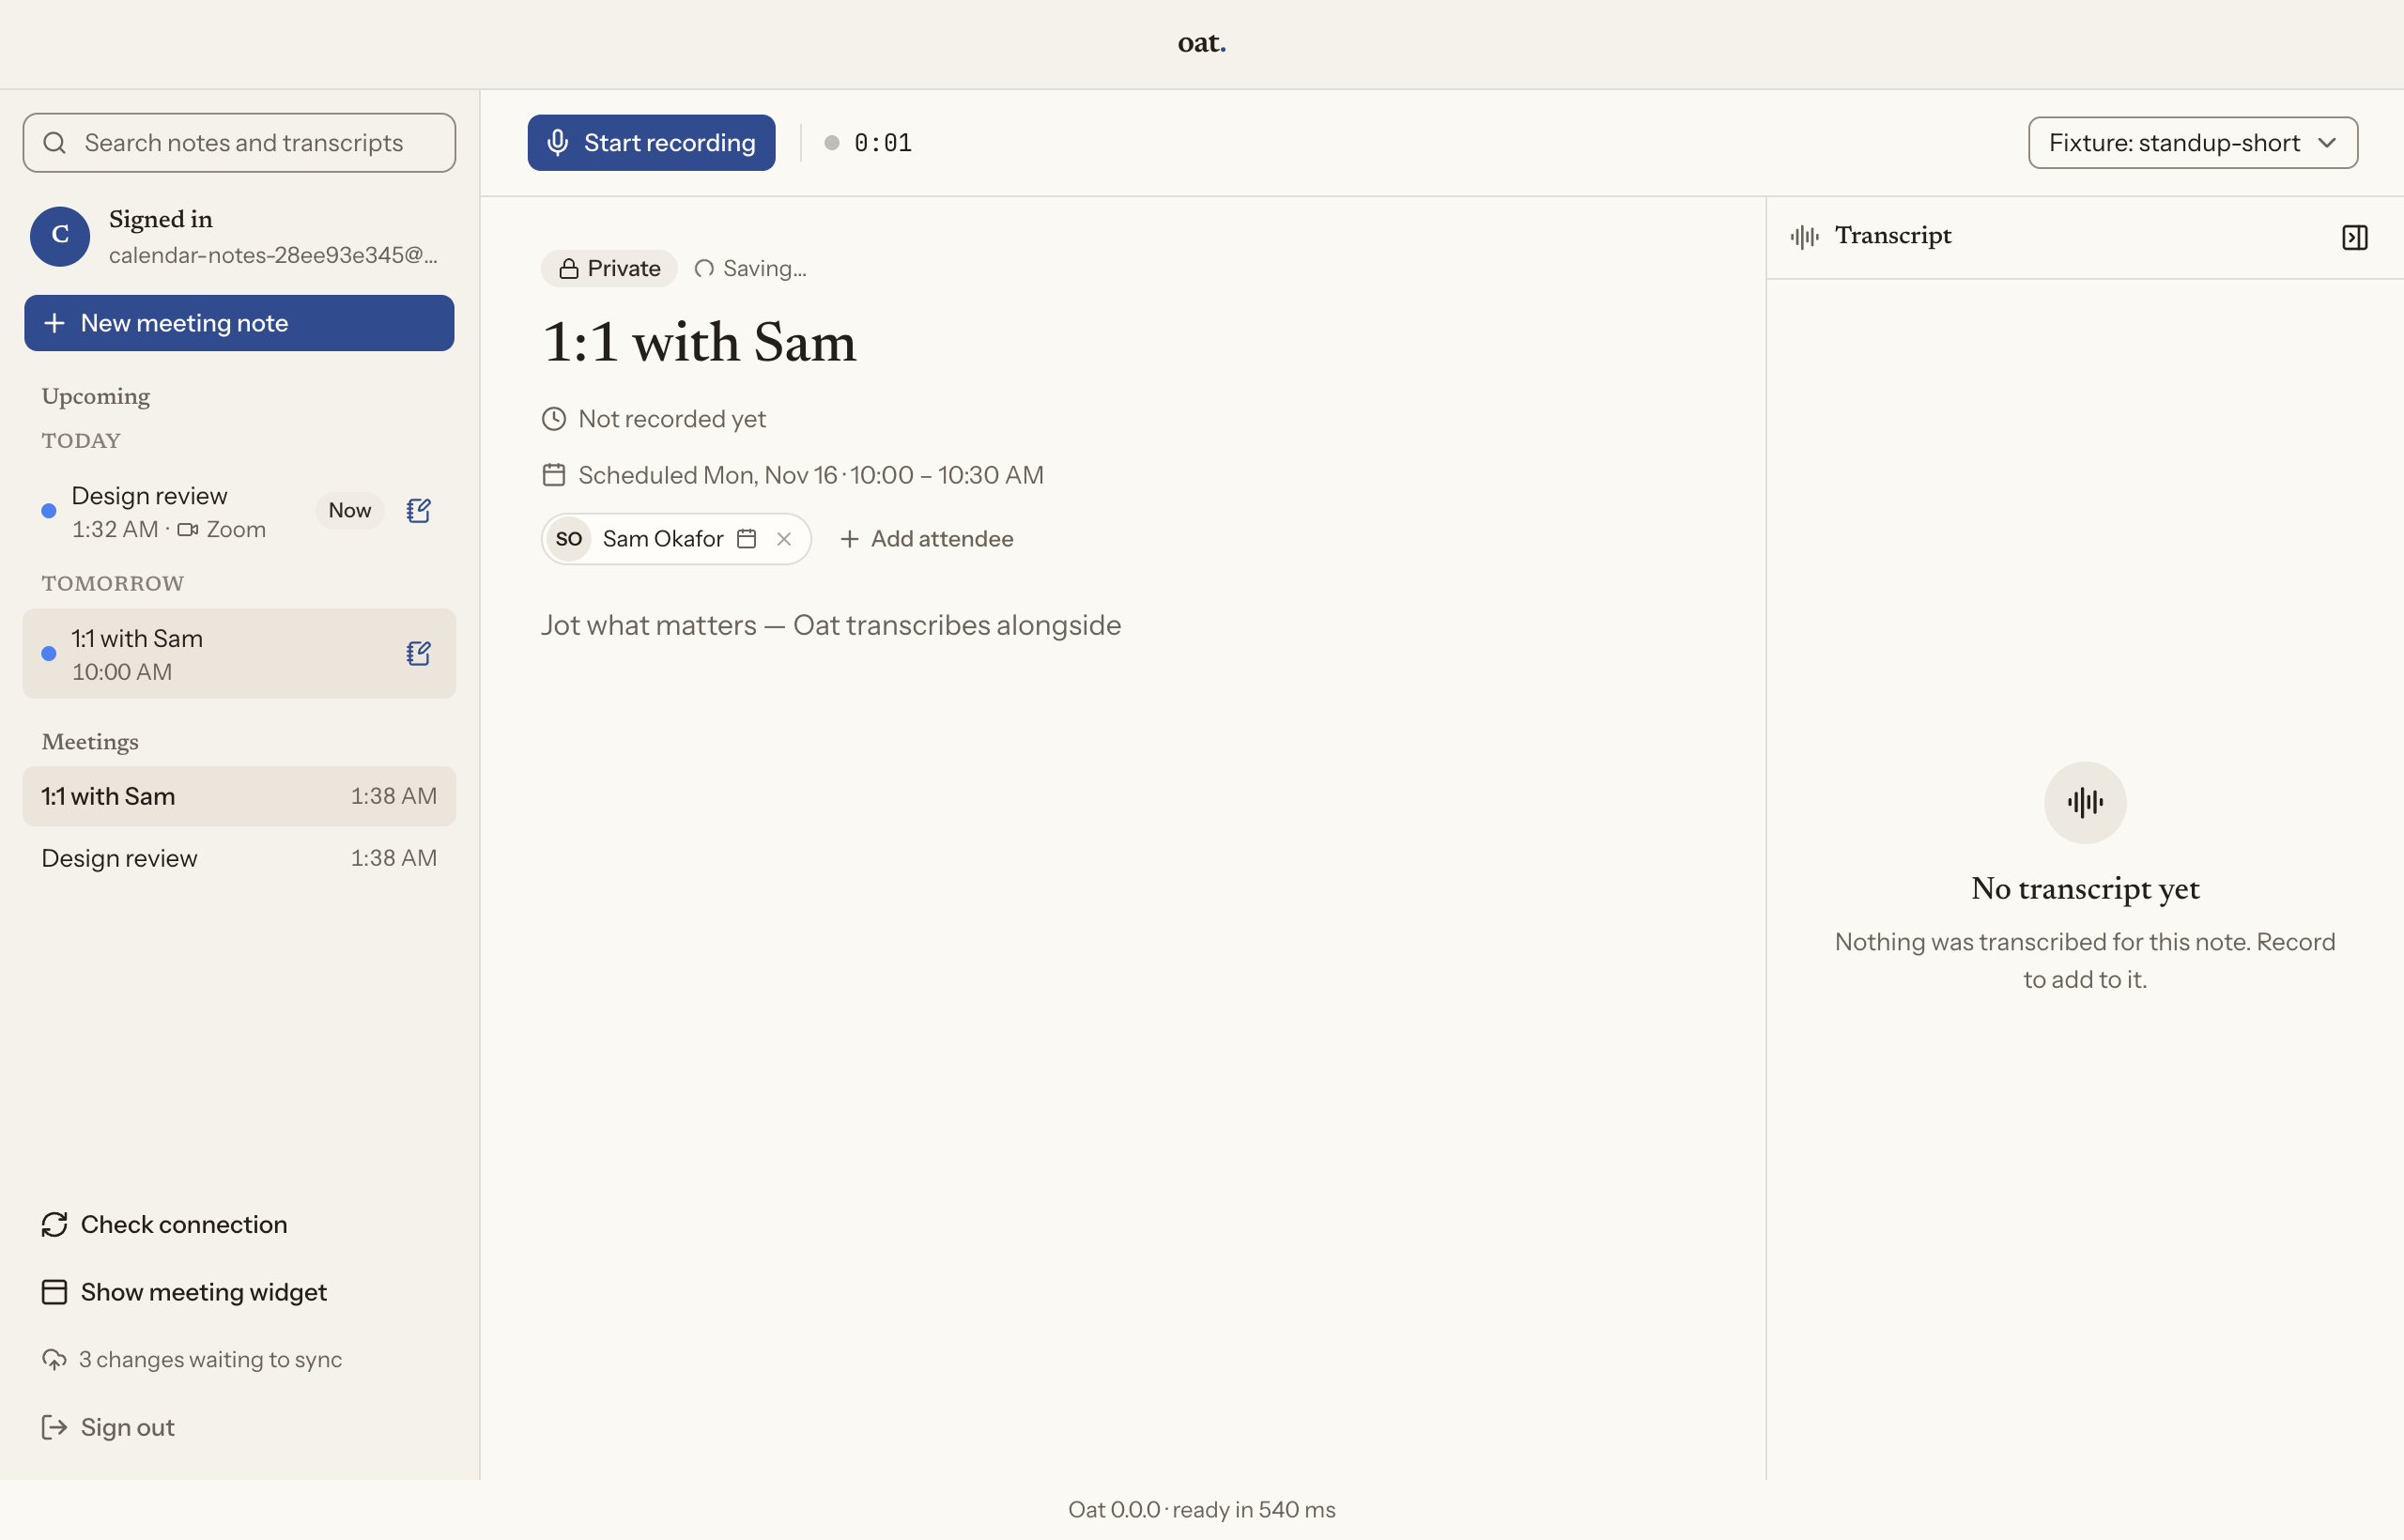 oat.
Search notes and transcripts
C
Signed in
calendar-notes-28ee93e345@...
New meeting note
Upcoming
TODAY
Design review
1:32 AM · Zoom
Now
TOMORROW
1:1 with Sam
10:00 AM
Meetings
1:1 with Sam 1:38 AM
Design review 1:38 AM
Check connection
Show meeting widget
3 changes waiting to sync
Sign out
Start recording
0:01
Fixture: standup-short
Private
Saving...
1:1 with Sam
Not recorded yet
Scheduled Mon, Nov 16 · 10:00 – 10:30 AM
SO Sam Okafor
Add attendee
Jot what matters — Oat transcribes alongside
Transcript
No transcript yet
Nothing was transcribed for this note. Record
to add to it.
Oat 0.0.0 · ready in 540 ms